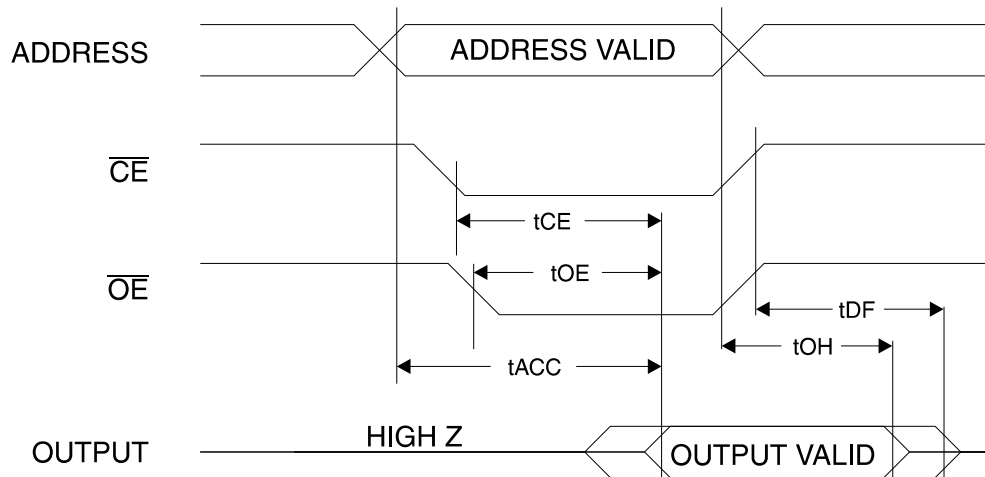 ADDRESS
ADDRESS VALID
CE
tCE
OE
tOE
tDF
tOH
tACC
HIGH Z
OUTPUT
OUTPUT VALID